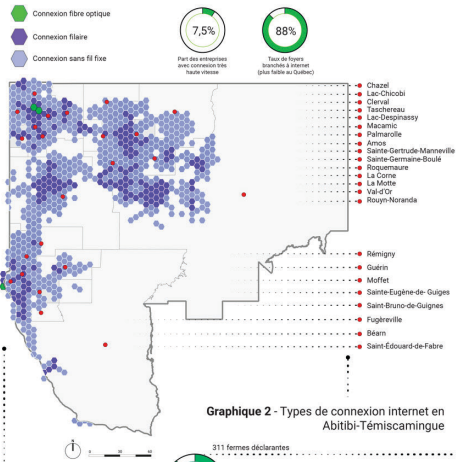 Connexion fibre optique
Connexion filaire
Connexion sans fil fixe
7,5%
Part des entreprises
avec connexion très
haute vitesse
88%
Taux de foyers
branchés à internet
(plus faible au Québec)
Chazel
Lac-Chicobi
Clerval
Taschereau
Lac-Despinassy
Macamic
Palmarolle
Amos
Sainte-Gertrude-Manneville
Sainte-Germaine-Boulé
Roquemaure
La Corne
La Motte
Val-d'Or
Rouyn-Noranda
Rémigny
Guérin
Moffet
Sainte-Eugène-de- Guiges
Saint-Bruno-de-Guignes
Fugèreville
Béarn
Saint-Édouard-de-Fabre
Graphique 2 - Types de connexion internet en
Abitibi-Témiscamingue
311 fermes déclarantes